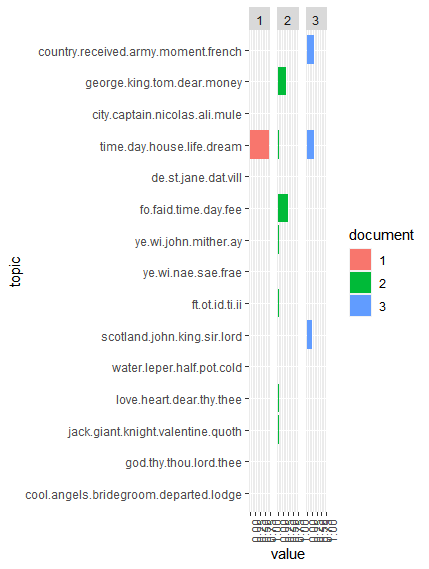 1 2 3
country.received.army.moment.french
george.king.tom.dear.money
city.captain.nicolas.ali.mule
time.day.house.life.dream
de.st.jane.dat.vill
fo.faid.time.day.fee
ye.wi.john.mither.ay
ye.wi.nae.sae.frae
ft.ot.id.ti.ii
scotland.john.king.sir.lord
water.leper.half.pot.cold
love.heart.dear.thy.thee
jack.giant.knight.valentine.quoth
god.thy.thou.lord.thee
cool.angels.bridegroom.departed.lodge
topic
value
document
1
2
3